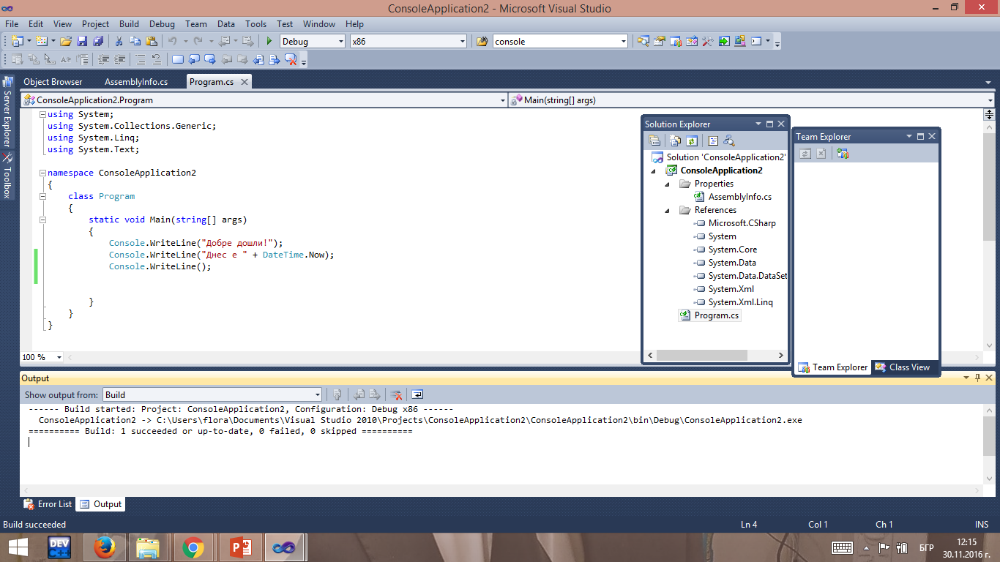 ConsoleApplication2 - Microsoft Visual Studio
File Edit View Project Build Debug Team Data Tools Test Window Help
Debug x86 console
Object Browser AssemblyInfo.cs Program.cs
ConsoleApplication2.Program Main(string[] args)
Server Explorer
Toolbox
using System;
using System.Collections.Generic;
using System.Linq;
using System.Text;
namespace ConsoleApplication2
{
class Program
{
static void Main(string[] args)
{
Console.WriteLine("Добре дошли!");
Console.WriteLine("Днес е " + DateTime.Now);
Console.WriteLine();
}
}
}
100 %
Solution Explorer
Solution 'ConsoleApplication2'
ConsoleApplication2
Properties
AssemblyInfo.cs
References
Microsoft.CSharp
System
System.Core
System.Data
System.Data.DataSet
System.Xml
System.Xml.Linq
Program.cs
Team Explorer
Team Explorer Class View
Output
Show output from: Build
------ Build started: Project: ConsoleApplication2, Configuration: Debug x86 ------
ConsoleApplication2 -> C:\Users\flora\Documents\Visual Studio 2010\Projects\ConsoleApplication2\ConsoleApplication2\bin\Debug\ConsoleApplication2.exe
========== Build: 1 succeeded or up-to-date, 0 failed, 0 skipped ==========
Error List Output
Build succeeded Ln 4 Col 1 Ch 1 INS
DEV C++
БГР
12:15
30.11.2016 г.